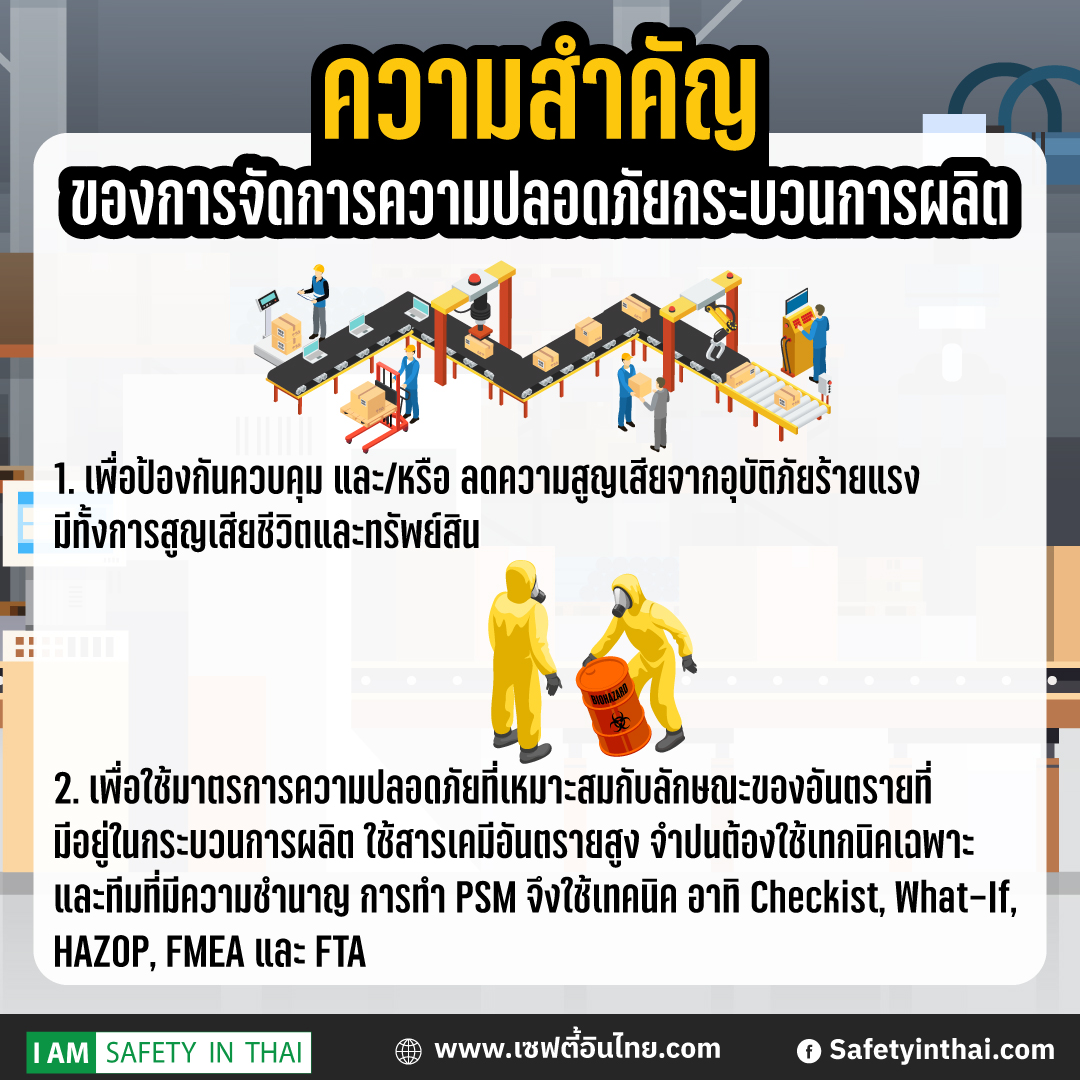 ความสำคัญ
ของการจัดการความปลอดภัยกระบวนการผลิต
1. เพื่อป้องกันควบคุม และ/หรือ ลดความสูญเสียจากอุบัติภัยร้ายแรง
มีทั้งการสูญเสียชีวิตและทรัพย์สิน
BIOHAZARD
2. เพื่อใช้มาตรการความปลอดภัยที่เหมาะสมกับลักษณะของอันตรายที่
มีอยู่ในกระบวนการผลิต ใช้สารเคมีอันตรายสูง จำปนต้องใช้เทกนิคเฉพาะ
และทีมที่มีความชำนาญ การทำ PSM จึงใช้เทคนิค อาทิ Checkist, What-If,
HAZOP, FMEA และ FTA
I AM SAFETY IN THAI
www.เซฟตี้อินไทย.com
Safetyinthai.com